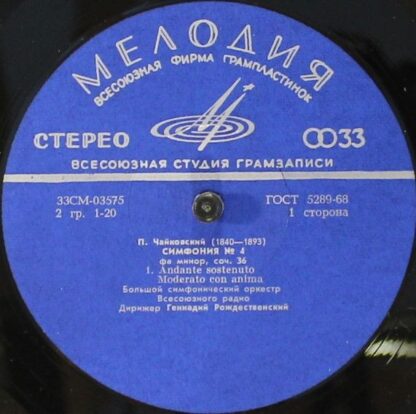 МЕЛОДИЯ
ВСЕСОЮЗНАЯ ФИРМА ГРАМПЛАСТИНОК
СТЕРЕО
33
ВСЕСОЮЗНАЯ СТУДИЯ ГРАМЗАПИСИ
33СМ-03575
ГОСТ 5289-68
2 гр. 1-20
1 сторона
П. Чайковский (1840—1893)
СИМФОНИЯ № 4
фа минор, соч. 36
1. Andante sostenuto
Moderato con anima
Большой симфонический оркестр
Всесоюзного радио
Дирижер Геннадий Рождественский